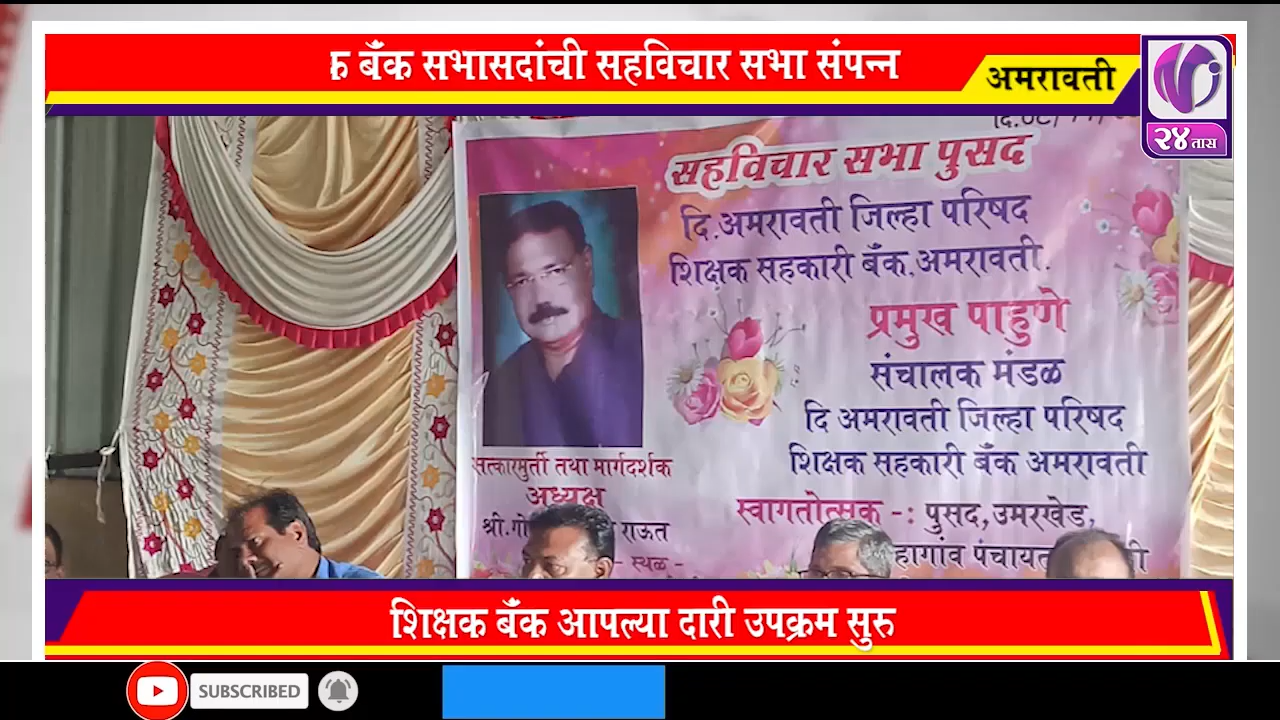 क बँक सभासदांची सहविचार सभा संपन्न
अमरावती
२४ तास
सहविचार सभा पुसद
दि.अमरावती जिल्हा परिषद
शिक्षक सहकारी बँक,अमरावती.
प्रमुख पाहुणे
संचालक मंडळ
दि अमरावती जिल्हा परिषद
शिक्षक सहकारी बँक अमरावती
सत्कारमुर्ती तथा मार्गदर्शक
अध्यक्ष
श्री. राऊत
- स्थळ -
स्वागतोत्सुक -: पुसद,उमरखेड,
शिक्षक बँक आपल्या दारी उपक्रम सुरु
SUBSCRIBED